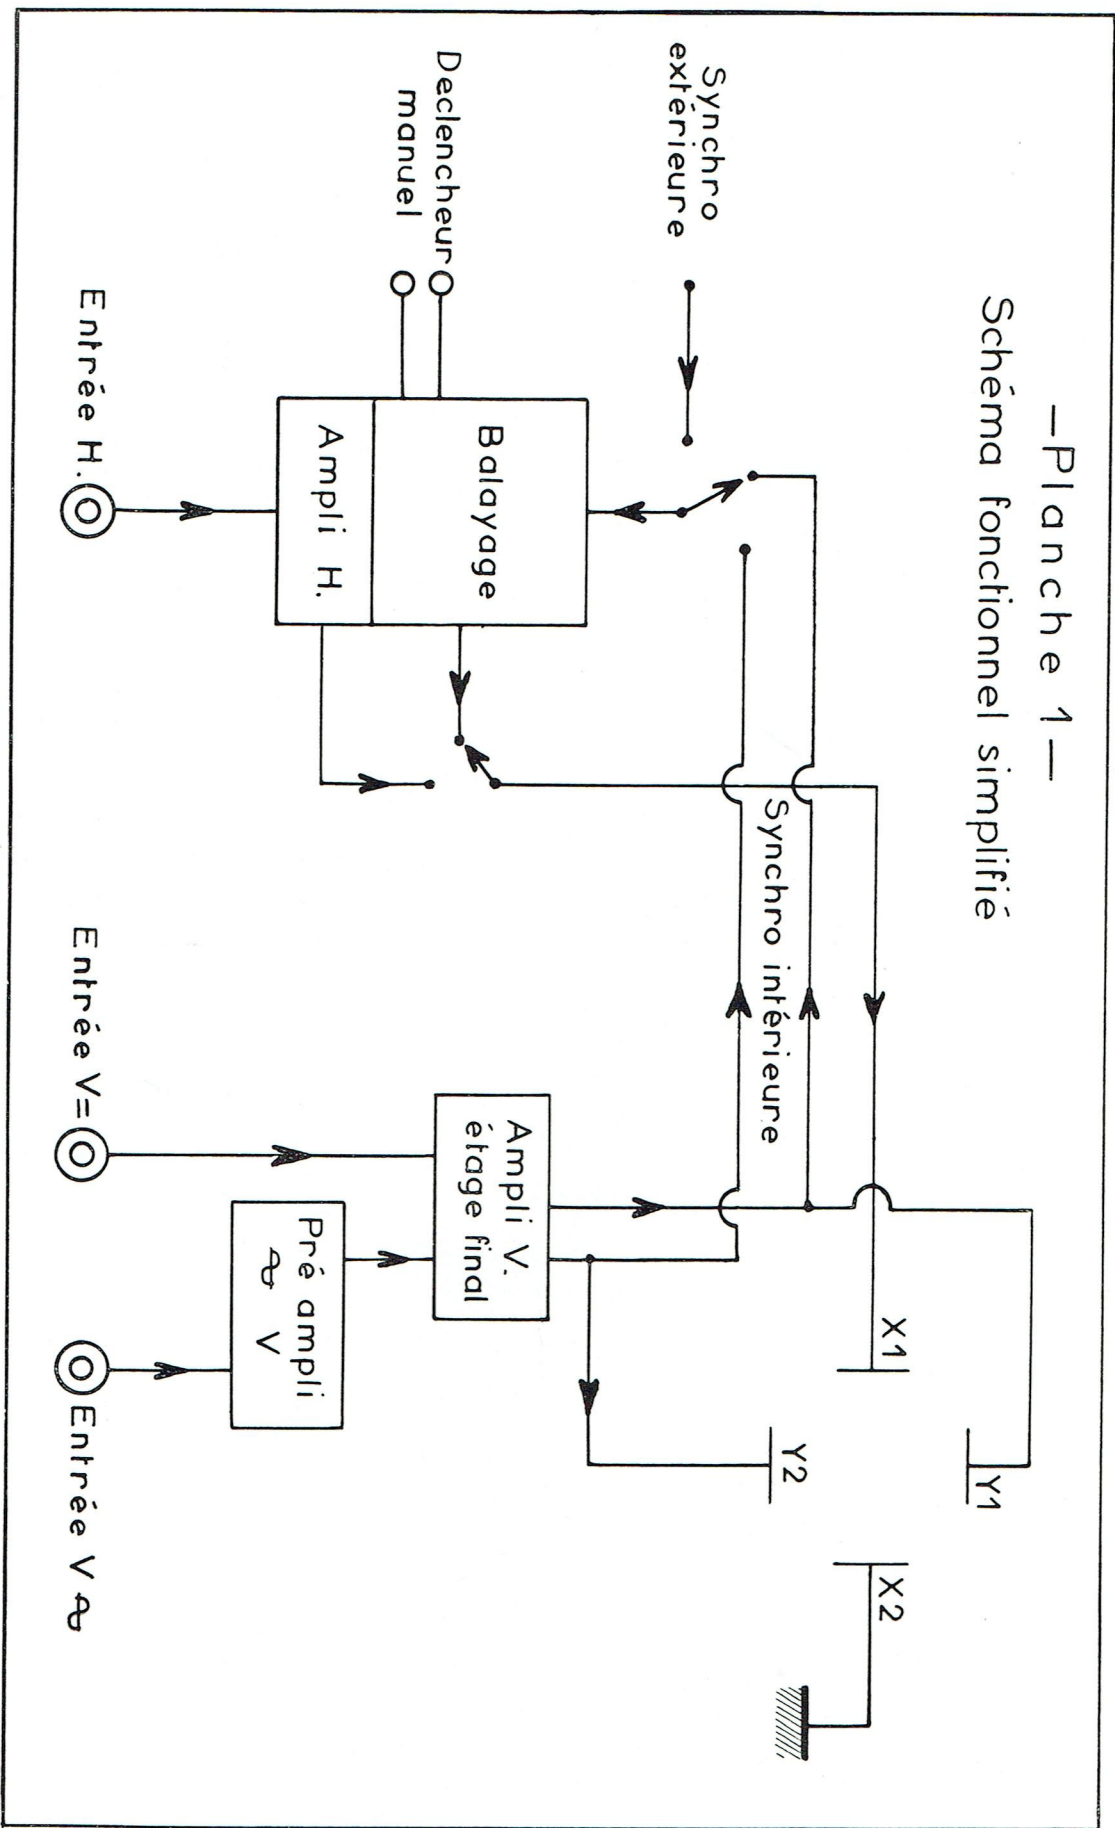 —Planche 1—
Schéma fonctionnel simplifié
Synchro
extérieure
Declencheur
manuel
Balayage
Ampli H.
Entrée H.
Synchro intérieure
X1
Y1
Y2
X2
Ampli V.
étage final
Pré ampli
V
Entrée V=
Entrée V